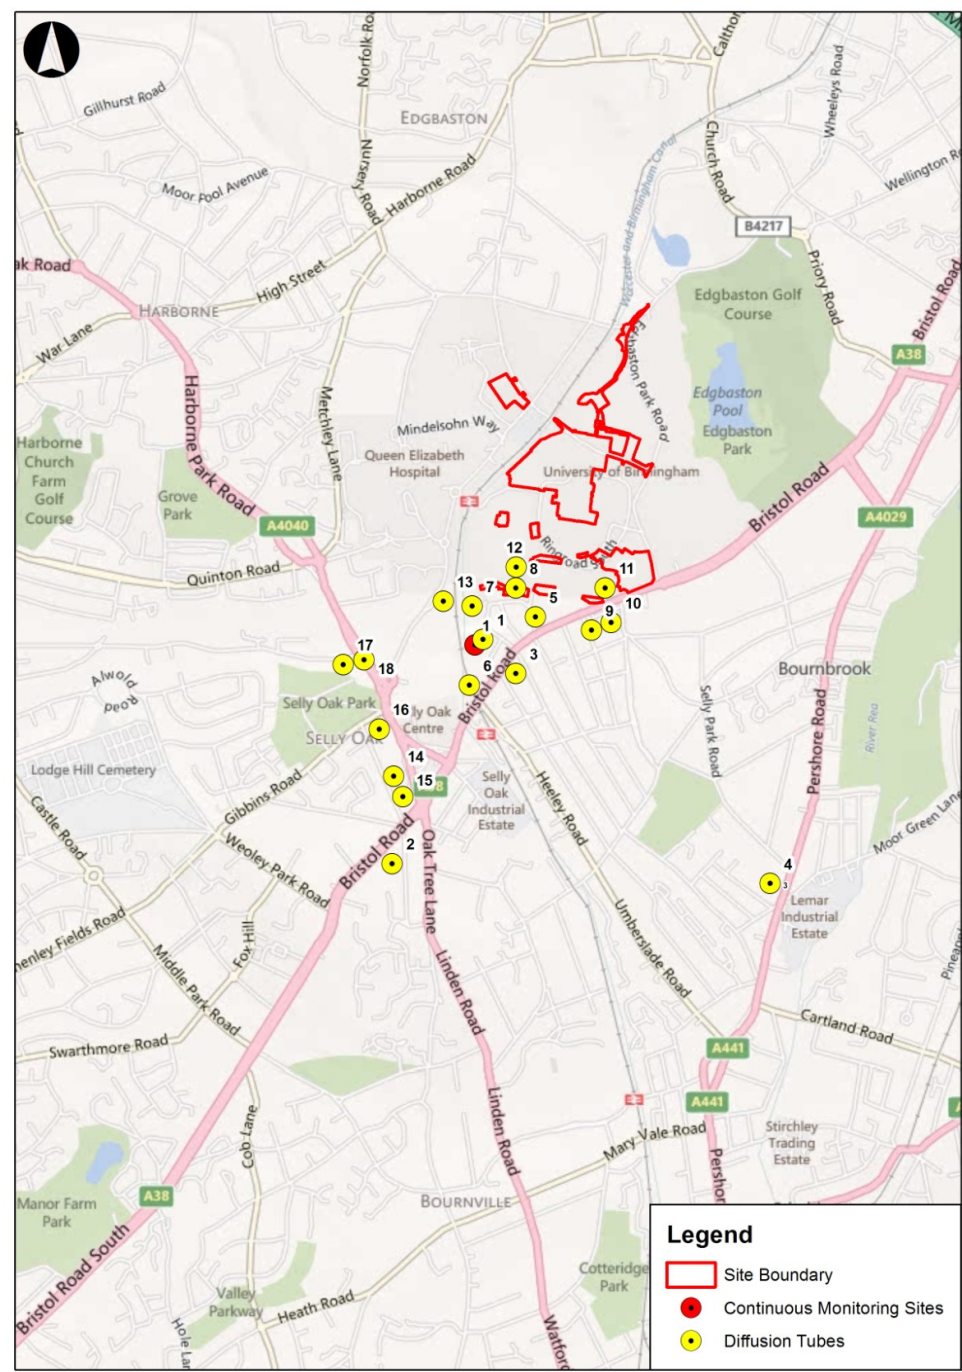 Norfolk Road
Calthor
Gillhurst Road
EDGBASTON
Wheeleys Road
Church Road
Nursery Road
Harborne Road
Moor Pool Avenue
Wellington Ro
Worcester and Birmingham Canal
B4217
ak Road
High Street
Priory Road
Bristol Road
HARBORNE
Edgbaston Golf
Course
War Lane
Edgbaston Park Road
A38
Harborne Park Road
Metchley Lane
Edgbaston
Pool
Mindelsohn Way
Edgbaston
Park
Harborne
Church
Farm
Golf
Course
Queen Elizabeth
Hospital
University of Birmingham
Bristol Road
Grove
Park
A4040
A4029
Ringroad South
12
Quinton Road
8
11
13
7
5
10
9
1
1
3
17
6
Bournbrook
18
Alwold
Road
Selly Oak Park
Bristol Road
Selly Park Road
Pershore Road
River Rea
16
lly Oak
Centre
SELLY OAK
14
Lodge Hill Cemetery
15
Selly
Oak
Industrial
Estate
Heeley Road
Gibbins Road
Castle Road
Moor Green Lane
Weoley Park Road
Bristol Road
2
Oak Tree Lane
4
3
Lemar
Industrial
Estate
henley Fields Road
Fox Hill
Umberslade Road
Middle Park Road
Linden Road
Cartland Road
Swarthmore Road
A441
A441
Linden Road
Cob Lane
Mary Vale Road
Stirchley
Trading
Estate
Pershor
A38
Manor Farm
Park
BOURNVILLE
Bristol Road South
Valley
Parkway
Heath Road
Cotteridge
Park
Hole Lan
Watford
Legend
Site Boundary
Continuous Monitoring Sites
Diffusion Tubes